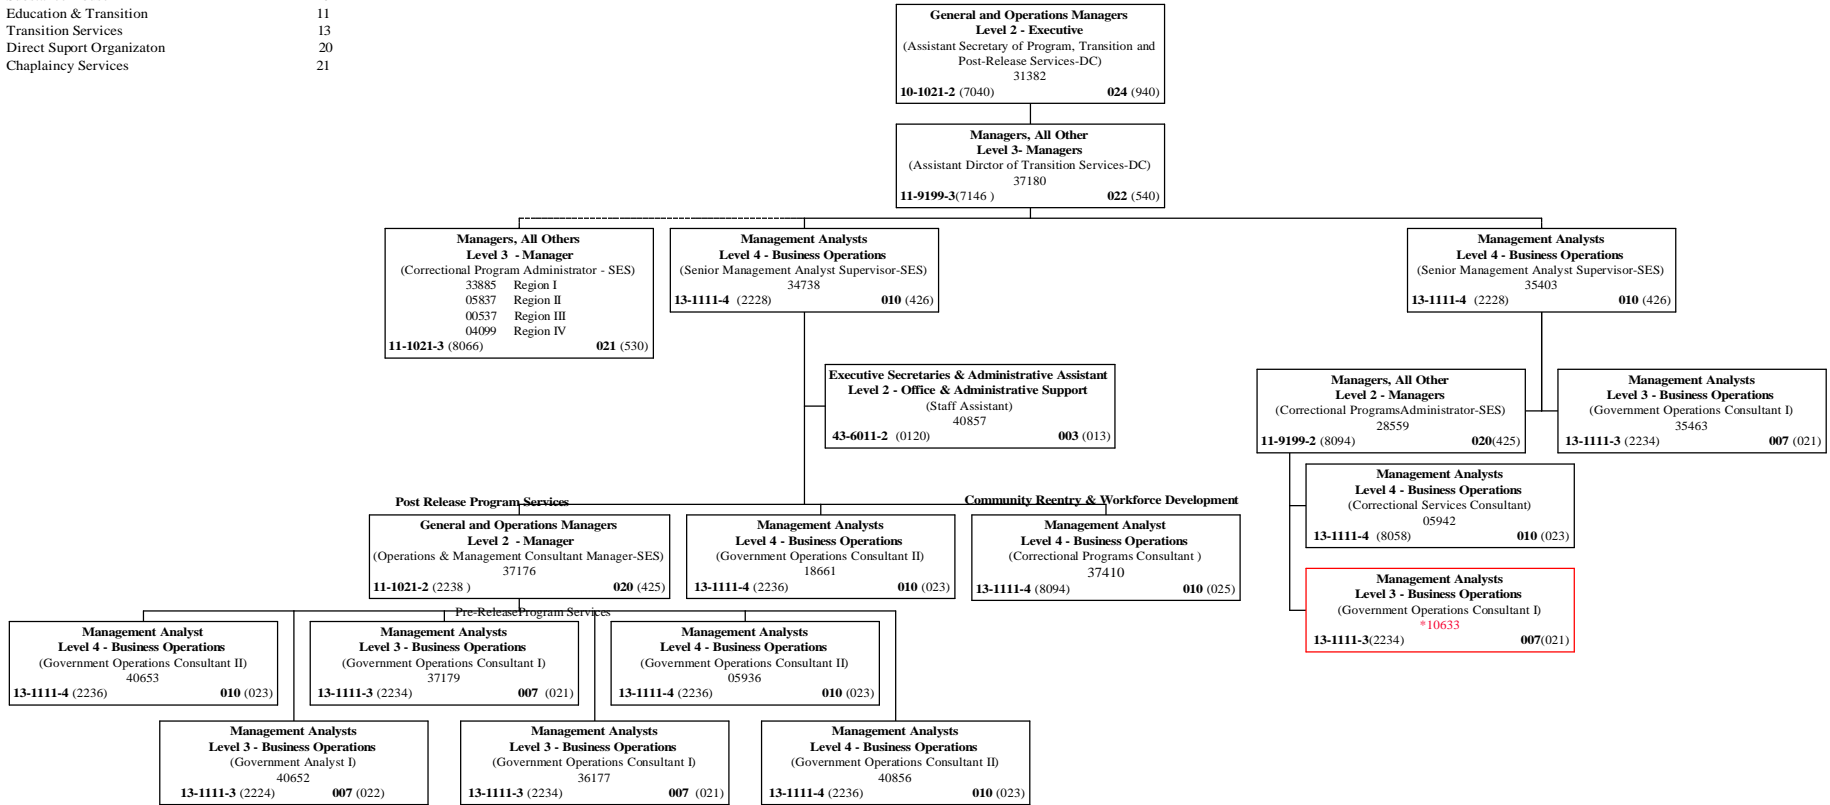 Education & Transition 11
Transition Services 13
Direct Suport Organizaton 20
Chaplaincy Services 21
General and Operations Managers
Level 2 - Executive
(Assistant Secretary of Program, Transition and
Post-Release Services-DC)
31382
10-1021-2 (7040) 024 (940)
Managers, All Other
Level 3- Managers
(Assistant Dirctor of Transition Services-DC)
37180
11-9199-3(7146 ) 022 (540)
Managers, All Others
Level 3 - Manager
(Correctional Program Administrator - SES)
33885 Region I
05837 Region II
00537 Region III
04099 Region IV
11-1021-3 (8066) 021 (530)
Management Analysts
Level 4 - Business Operations
(Senior Management Analyst Supervisor-SES)
34738
13-1111-4 (2228) 010 (426)
Management Analysts
Level 4 - Business Operations
(Senior Management Analyst Supervisor-SES)
35403
13-1111-4 (2228) 010 (426)
Executive Secretaries & Administrative Assistant
Level 2 - Office & Administrative Support
(Staff Assistant)
40857
43-6011-2 (0120) 003 (013)
Managers, All Other
Level 2 - Managers
(Correctional ProgramsAdministrator-SES)
28559
11-9199-2 (8094) 020(425)
Management Analysts
Level 3 - Business Operations
(Government Operations Consultant I)
35463
13-1111-3 (2234) 007 (021)
Management Analysts
Level 4 - Business Operations
(Correctional Services Consultant)
05942
13-1111-4 (8058) 010 (023)
Management Analysts
Level 3 - Business Operations
(Government Operations Consultant I)
*10633
13-1111-3(2234) 007(021)
Post Release Program Services
Community Reentry & Workforce Development
General and Operations Managers
Level 2 - Manager
(Operations & Management Consultant Manager-SES)
37176
11-1021-2 (2238 ) 020 (425)
Management Analysts
Level 4 - Business Operations
(Government Operations Consultant II)
18661
13-1111-4 (2236) 010 (023)
Management Analyst
Level 4 - Business Operations
(Correctional Programs Consultant )
37410
13-1111-4 (8094) 010 (025)
Pre-ReleaseProgram Services
Management Analyst
Level 4 - Business Operations
(Government Operations Consultant II)
40653
13-1111-4 (2236) 010 (023)
Management Analysts
Level 3 - Business Operations
(Government Operations Consultant I)
37179
13-1111-3 (2234) 007 (021)
Management Analysts
Level 4 - Business Operations
(Government Operations Consultant II)
05936
13-1111-4 (2236) 010 (023)
Management Analysts
Level 3 - Business Operations
(Government Analyst I)
40652
13-1111-3 (2224) 007 (022)
Management Analysts
Level 3 - Business Operations
(Government Operations Consultant I)
36177
13-1111-3 (2234) 007 (021)
Management Analysts
Level 4 - Business Operations
(Government Operations Consultant II)
40856
13-1111-4 (2236) 010 (023)